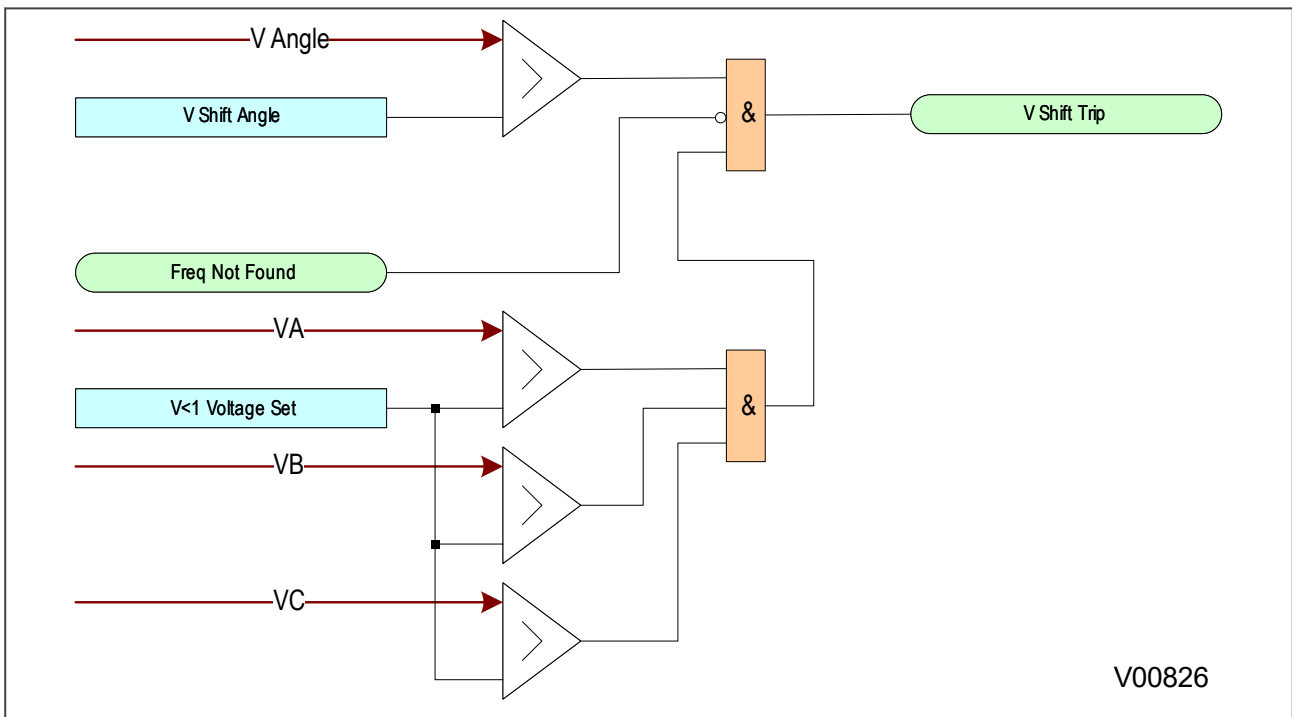 V Angle
V Shift Angle
&
V Shift Trip
Freq Not Found
VA
V<1 Voltage Set
&
VB
VC
V00826